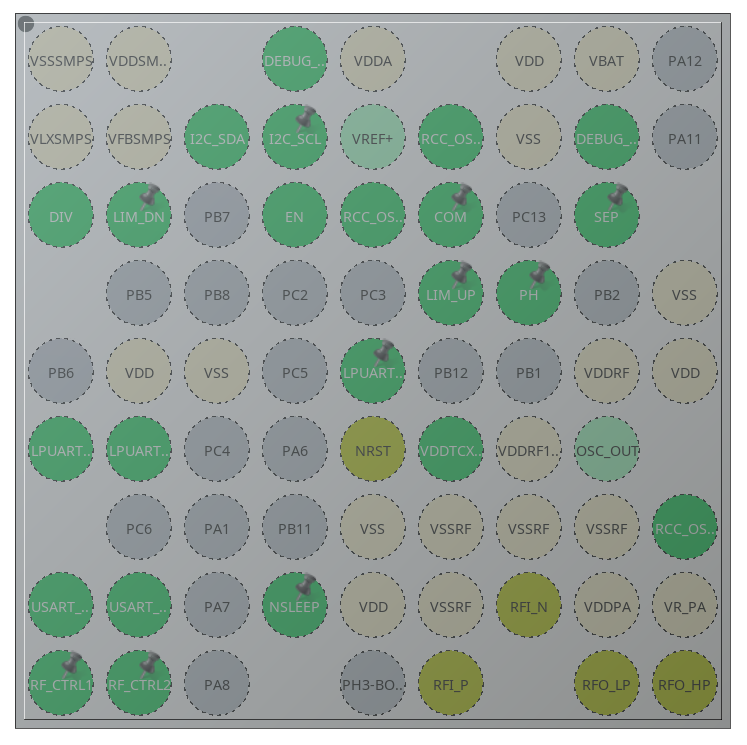 VSSSMPS VDDSM.. DEBUG_.. VDDA VDD VBAT PA12
VLXSMPS VFBSMPS I2C_SDA I2C_SCL VREF+ RCC_OS.. VSS DEBUG_.. PA11
DIV LIM_DN PB7 EN RCC_OS.. COM PC13 SEP
PB5 PB8 PC2 PC3 LIM_UP PH PB2 VSS
PB6 VDD VSS PC5 LPUART.. PB12 PB1 VDDRF VDD
LPUART.. LPUART.. PC4 PA6 NRST VDDTCX.. VDDRF1.. OSC_OUT
PC6 PA1 PB11 VSS VSSRF VSSRF VSSRF RCC_OS..
USART_.. USART_.. PA7 NSLEEP VDD VSSRF RFI_N VDDPA VR_PA
RF_CTRL1 RF_CTRL2 PA8 PH3-BO.. RFI_P RFO_LP RFO_HP